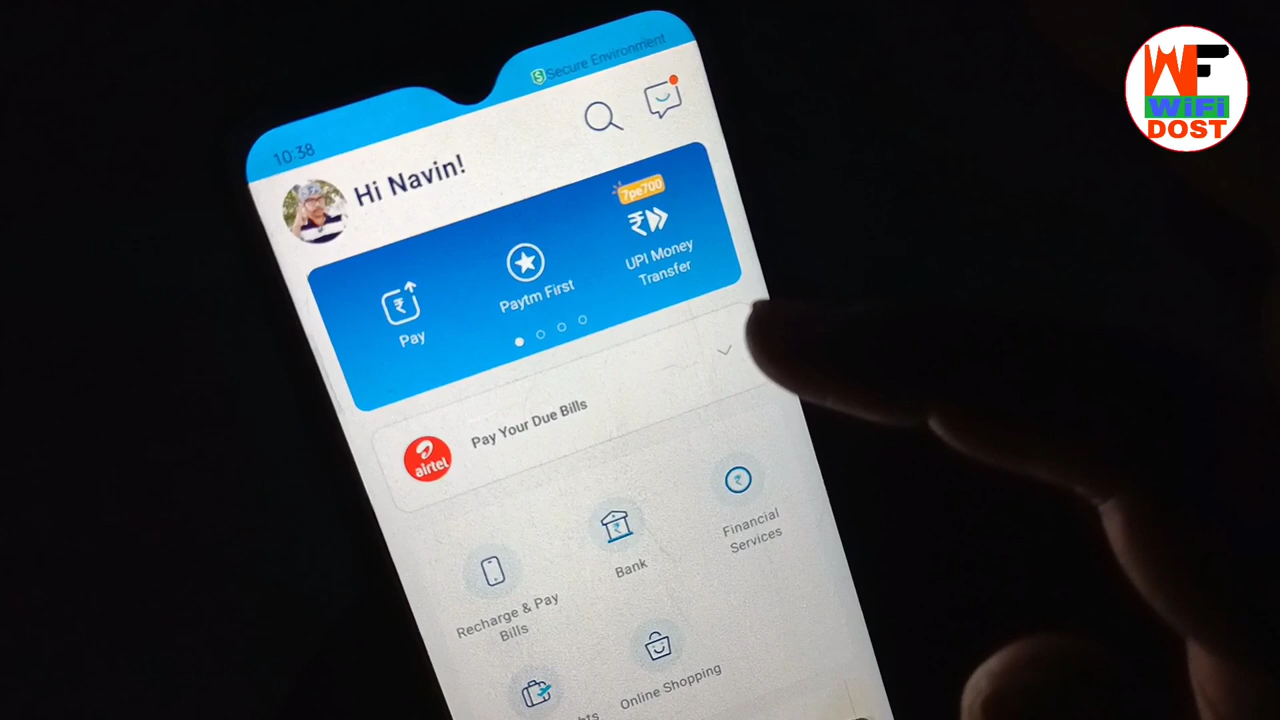 10:38
Secure Environment
Hi Navin!
7pe700
Pay
Paytm First
UPI Money
Transfer
Pay Your Due Bills
airtel
Recharge & Pay
Bills
Bank
Financial
Services
Online Shopping
WF
WiFi
DOST